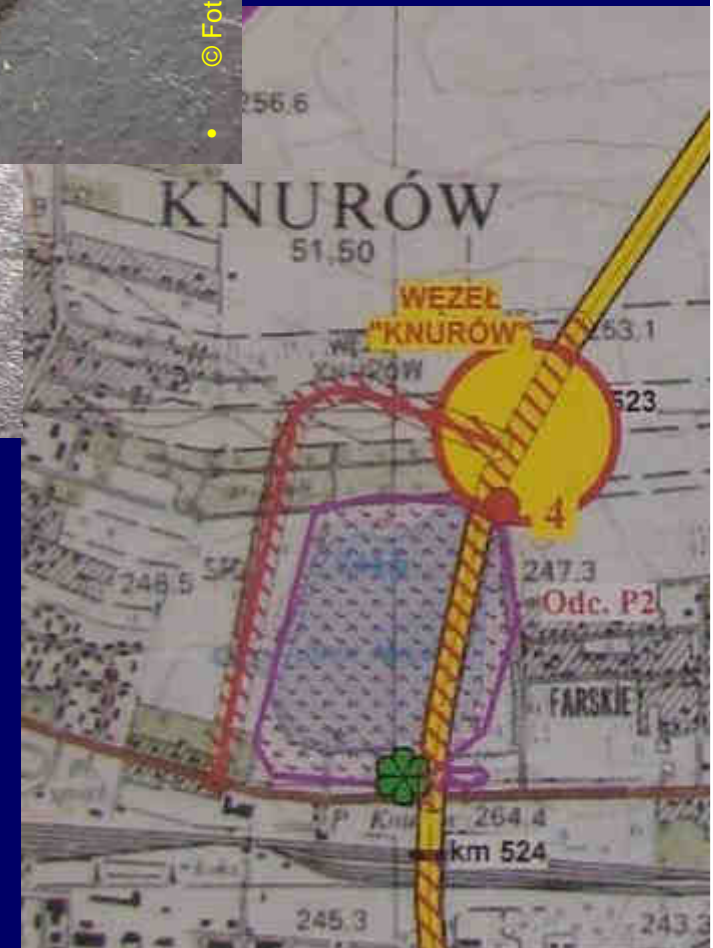 • © Fot
256.6
KNURÓW
51.50
WĘZEŁ
"KNURÓW"
253.1
KNURÓW
523
4
246.5
247.3
Odc. P2
FARSKIE
P
264.4
km 524
245.3
243.3